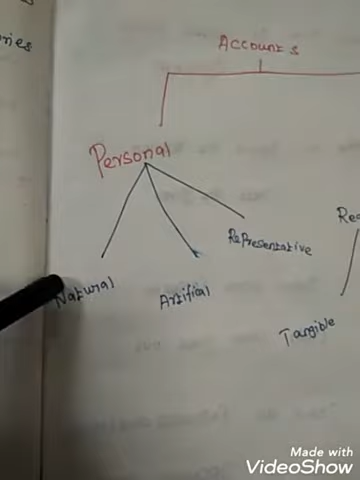 Accounts
Personal
Natural
Artifical
Representative
Tangible
Made with
VideoShow